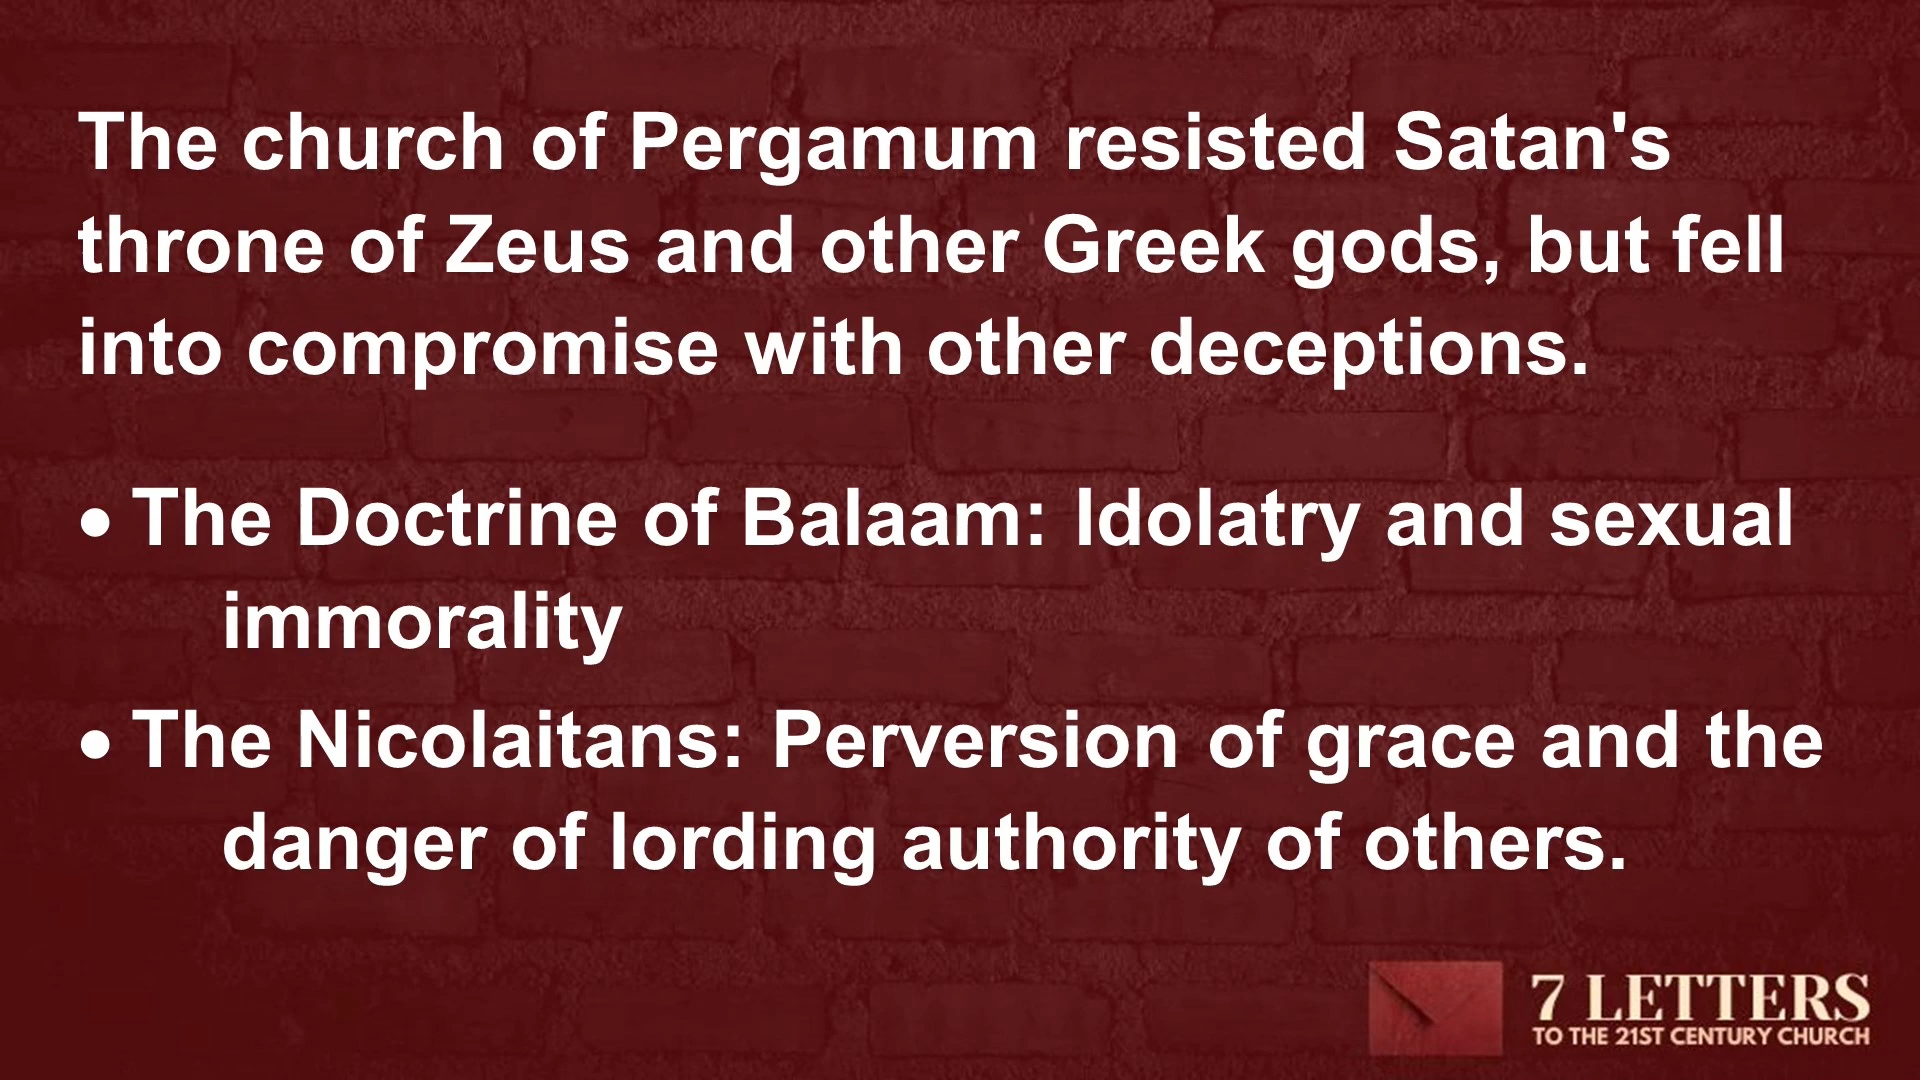 The church of Pergamum resisted Satan's
throne of Zeus and other Greek gods, but fell
into compromise with other deceptions.
• The Doctrine of Balaam: Idolatry and sexual
immorality
• The Nicolaitans: Perversion of grace and the
danger of lording authority of others.
7 LETTERS
TO THE 21ST CENTURY CHURCH